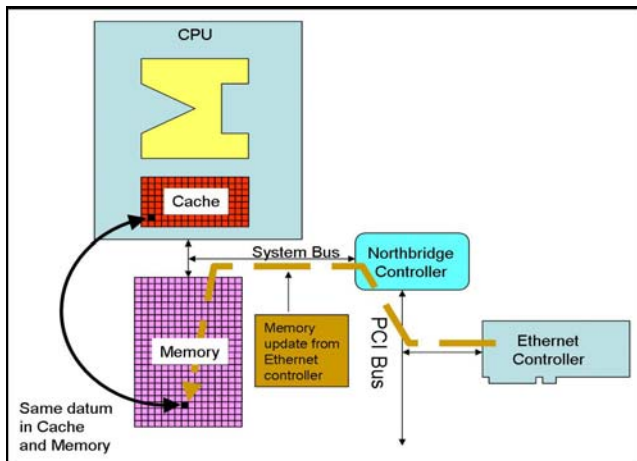 CPU
Cache
System Bus
Northbridge
Controller
Memory
Memory
update from
Ethernet
controller
PCI Bus
Ethernet
Controller
Same datum
in Cache
and Memory